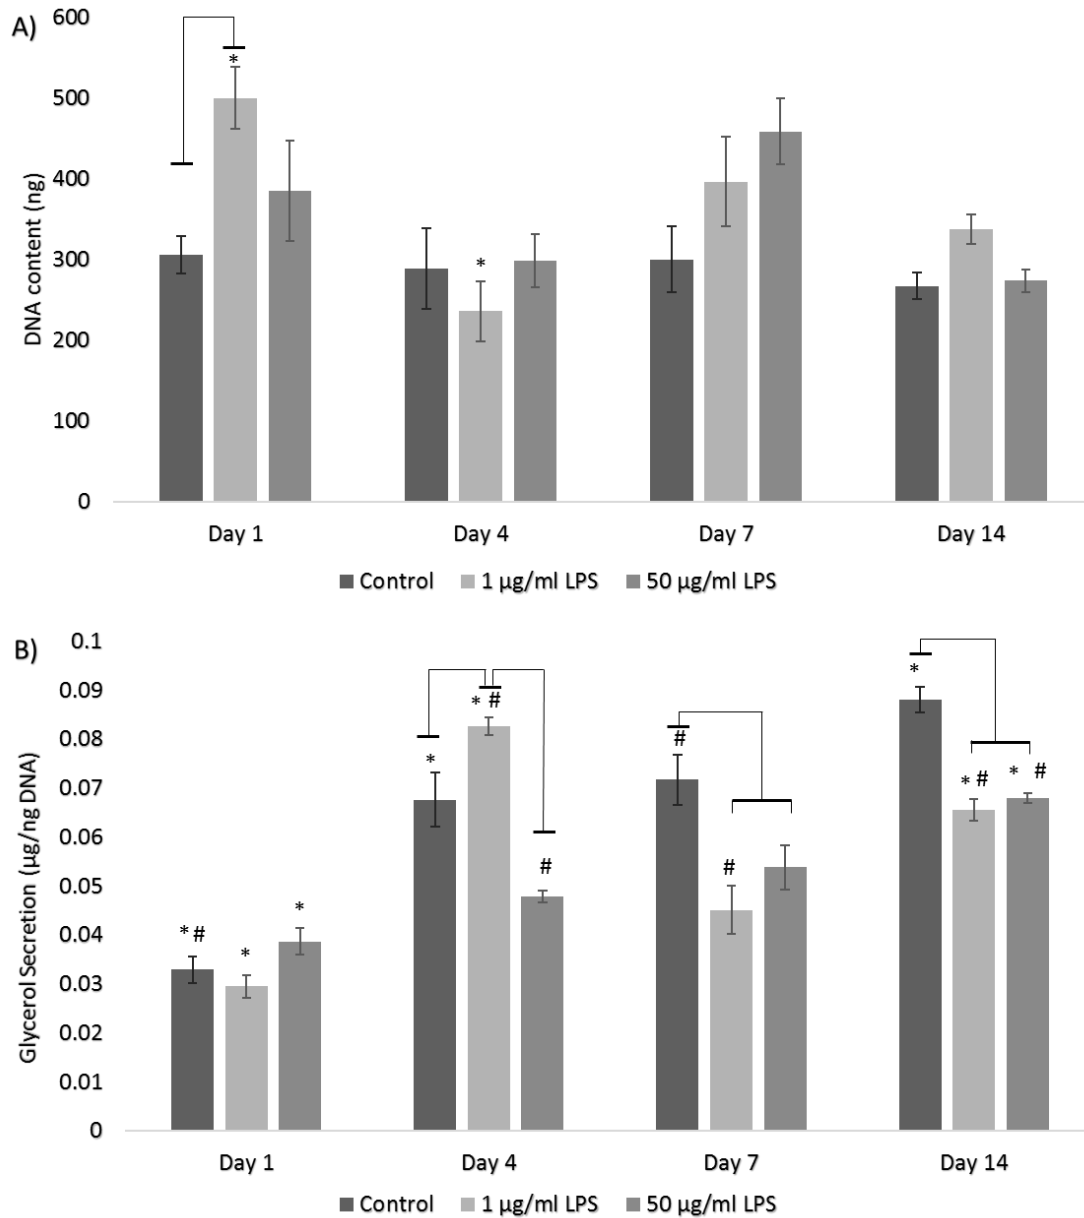 A)
600
*
500
400
300
*
200
100
0
DNA content (ng)
Day 1 Day 4 Day 7 Day 14
Control 1 µg/ml LPS 50 µg/ml LPS
B)
0.1
0.09
*
* #
0.08
*
#
* # * #
0.07
0.06
#
#
0.05
* # * *
0.04
0.03
0.02
0.01
0
Glycerol Secretion (µg/ng DNA)
Day 1 Day 4 Day 7 Day 14
Control 1 µg/ml LPS 50 µg/ml LPS